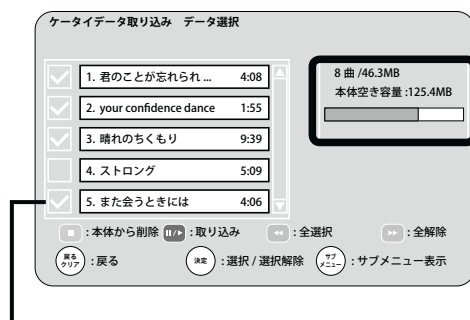 ケータイデータ取り込み データ選択
8 曲 /46.3MB
本体空き容量 :125.4MB
1. 君のことが忘れられ ... 4:08
2. your confidence dance 1:55
3. 晴れのちくもり 9:39
4. ストロング 5:09
5. また会うときには 4:06
: 本体から削除 : 取り込み : 全選択 : 全解除
戻る クリア : 戻る 決定 : 選択 / 選択解除 サブ メニュー : サブメニュー表示